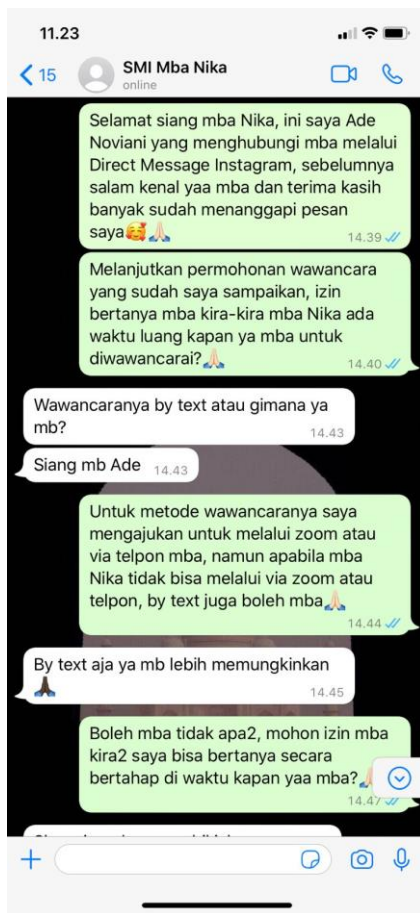 11.23
15
SMI Mba Nika
online
Selamat siang mba Nika, ini saya Ade
Noviani yang menghubungi mba melalui
Direct Message Instagram, sebelumnya
salam kenal yaa mba dan terima kasih
banyak sudah menanggapi pesan
saya🥰🙏🏻
14.39
Melanjutkan permohonan wawancara
yang sudah saya sampaikan, izin
bertanya mba kira-kira mba Nika ada
waktu luang kapan ya mba untuk
diwawancarai?🙏🏻
14.40
Wawancaranya by text atau gimana ya
mb?
14.43
Siang mb Ade 14.43
Untuk metode wawancaranya saya
mengajukan untuk melalui zoom atau
via telpon mba, namun apabila mba
Nika tidak bisa melalui via zoom atau
telpon, by text juga boleh mba🙏🏻
14.44
By text aja ya mb lebih memungkinkan
🙏🏿
14.45
Boleh mba tidak apa2, mohon izin mba
kira2 saya bisa bertanya secara
bertahap di waktu kapan yaa mba?🙏🏻
14.47